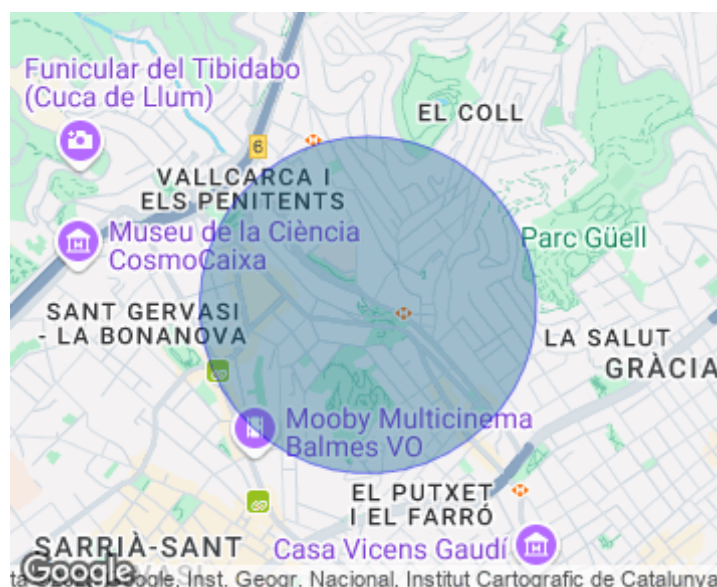 Funicular del Tibidabo
(Cuca de Llum)
EL COLL
6
VALLCARCA I
ELS PENITENTS
Museu de la Ciència
CosmoCaixa
Parc Güell
SANT GERVASI
- LA BONANOVA
LA SALUT
GRÀCIA
Mooby Multicinema
Balmes VO
EL PUTXET
I EL FARRÓ
SARRIÀ-SANT
Casa Vicens Gaudí
Google
Inst. Geogr. Nacional, Institut Cartogràfic de Catalunya